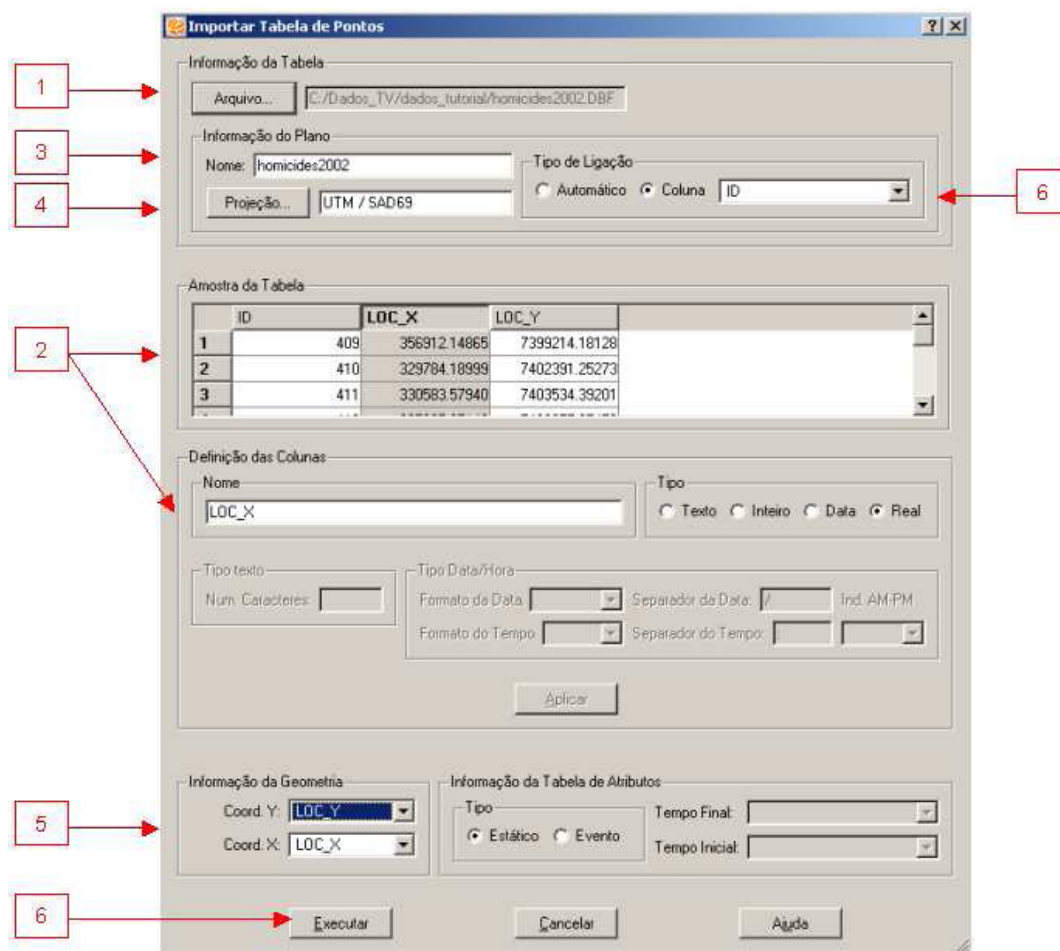 Importar Tabela de Pontos
Informação da Tabela
1
Arquivo... C:/Dados_TV/dados_tutorial/homicides2002.DBF
Informação do Plano
3
Nome: homicides2002
Tipo de Ligação
Automático Coluna ID
4
Projeção... UTM / SAD69
6
Amostra da Tabela
ID LOC_X LOC_Y
1 409 356912.14865 7399214.18128
2
2 410 329784.18999 7402391.25273
3 411 330583.57940 7403534.39201
Definição das Colunas
Nome
LOC_X
Tipo
Texto Inteiro Data Real
Tipo texto
Num. Caracteres:
Tipo Data/Hora
Formato da Data Separador da Data: / Ind. AM-PM
Formato do Tempo Separador do Tempo:
Aplicar
Informação da Geometria
5
Coord. Y: LOC_Y
Coord. X: LOC_X
Informação da Tabela de Atributos
Tipo
Estático Evento
Tempo Final:
Tempo Inicial:
6
Executar Cancelar Ajuda